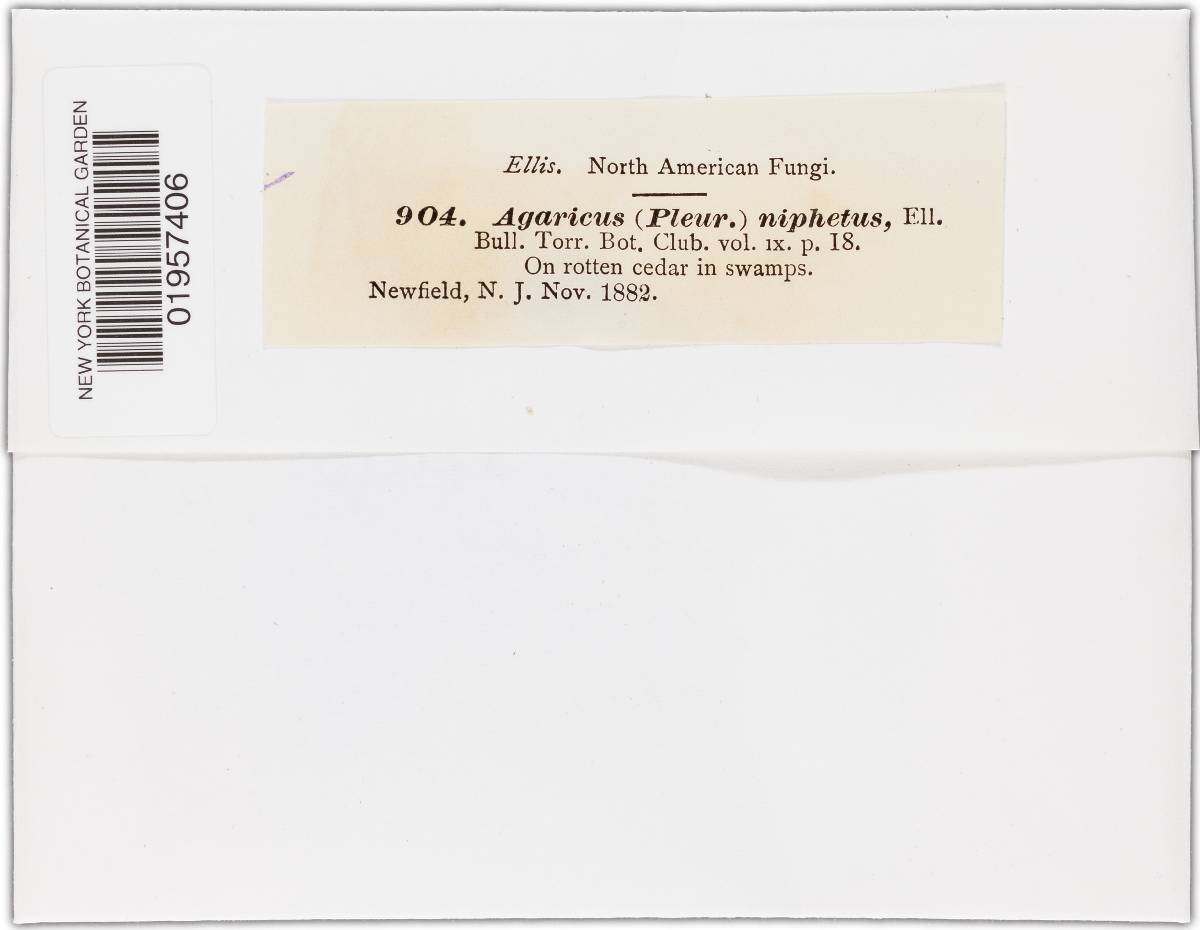 NEW YORK BOTANICAL GARDEN
01957406
Ellis. North American Fungi.
904. Agaricus (Pleur.) niphetus, Ell.
Bull. Torr. Bot. Club. vol. IX. p. 18.
On rotten cedar in swamps.
Newfield, N. J. Nov. 1882.